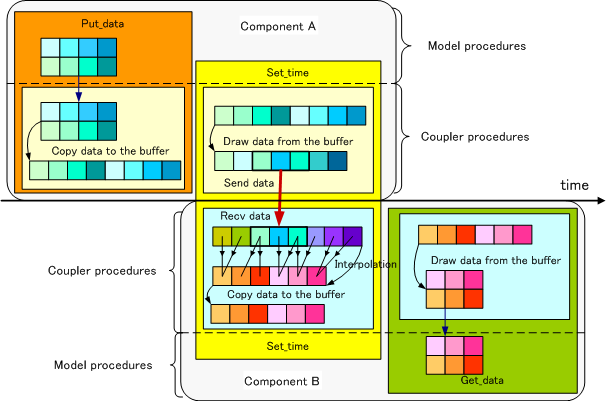 Put_data
Component A
Model procedures
Set_time
Copy data to the buffer
Draw data from the buffer
Send data
Coupler procedures
time
Recv data
Coupler procedures
Interpolation
Draw data from the buffer
Copy data to the buffer
Set_time
Model procedures
Component B
Get_data